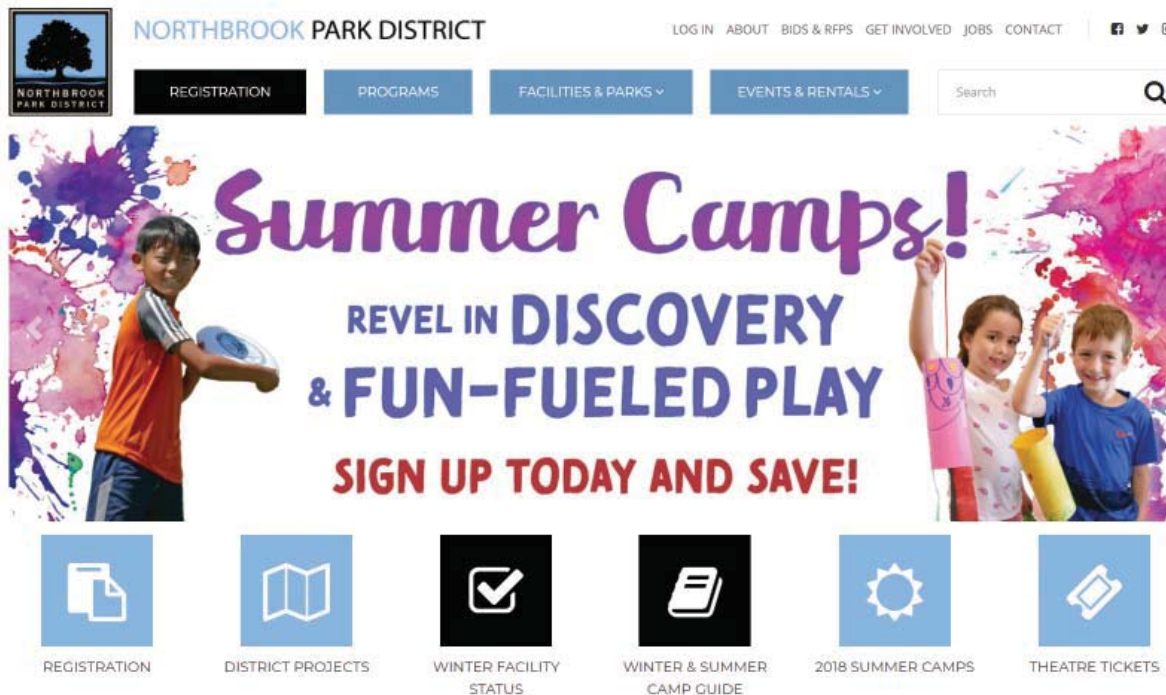 NORTHBROOK
PARK DISTRICT
NORTHBROOK PARK DISTRICT
LOG IN ABOUT BIDS & RFPS GET INVOLVED JOBS CONTACT
REGISTRATION PROGRAMS FACILITIES & PARKS EVENTS & RENTALS Search
Summer Camps!
REVEL IN DISCOVERY
& FUN-FUELED PLAY
SIGN UP TODAY AND SAVE!
REGISTRATION
DISTRICT PROJECTS
WINTER FACILITY
STATUS
WINTER & SUMMER
CAMP GUIDE
2018 SUMMER CAMPS
THEATRE TICKETS